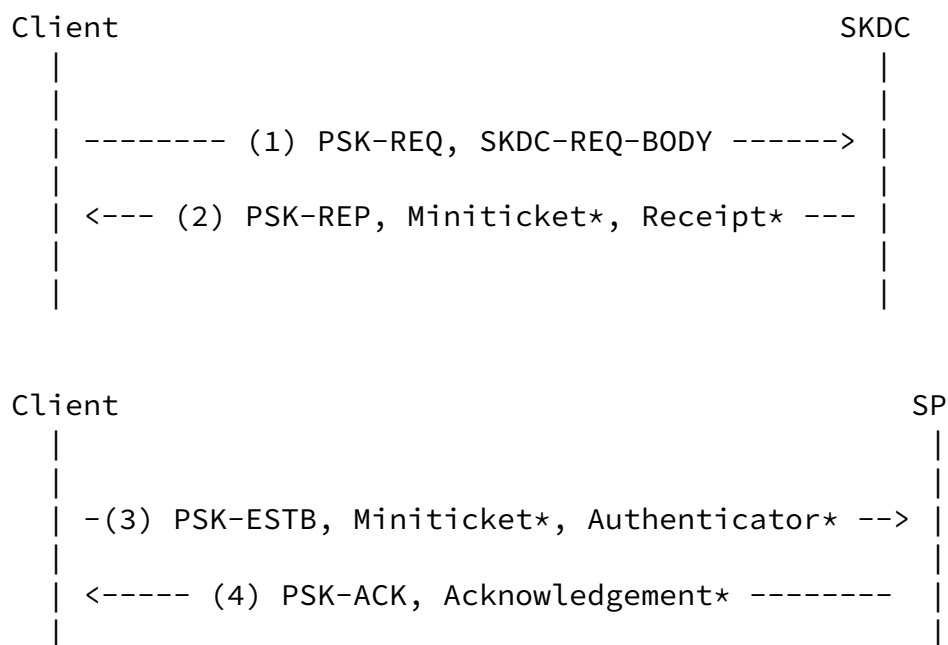 Client SKDC
| |
| |
| -------- (1) PSK-REQ, SKDC-REQ-BODY ------> |
| |
| <--- (2) PSK-REP, Miniticket*, Receipt* --- |
| |
| |
Client SP
| |
| |
| -(3) PSK-ESTB, Miniticket*, Authenticator* --> |
| |
| <----- (4) PSK-ACK, Acknowledgement* -------- |
| |